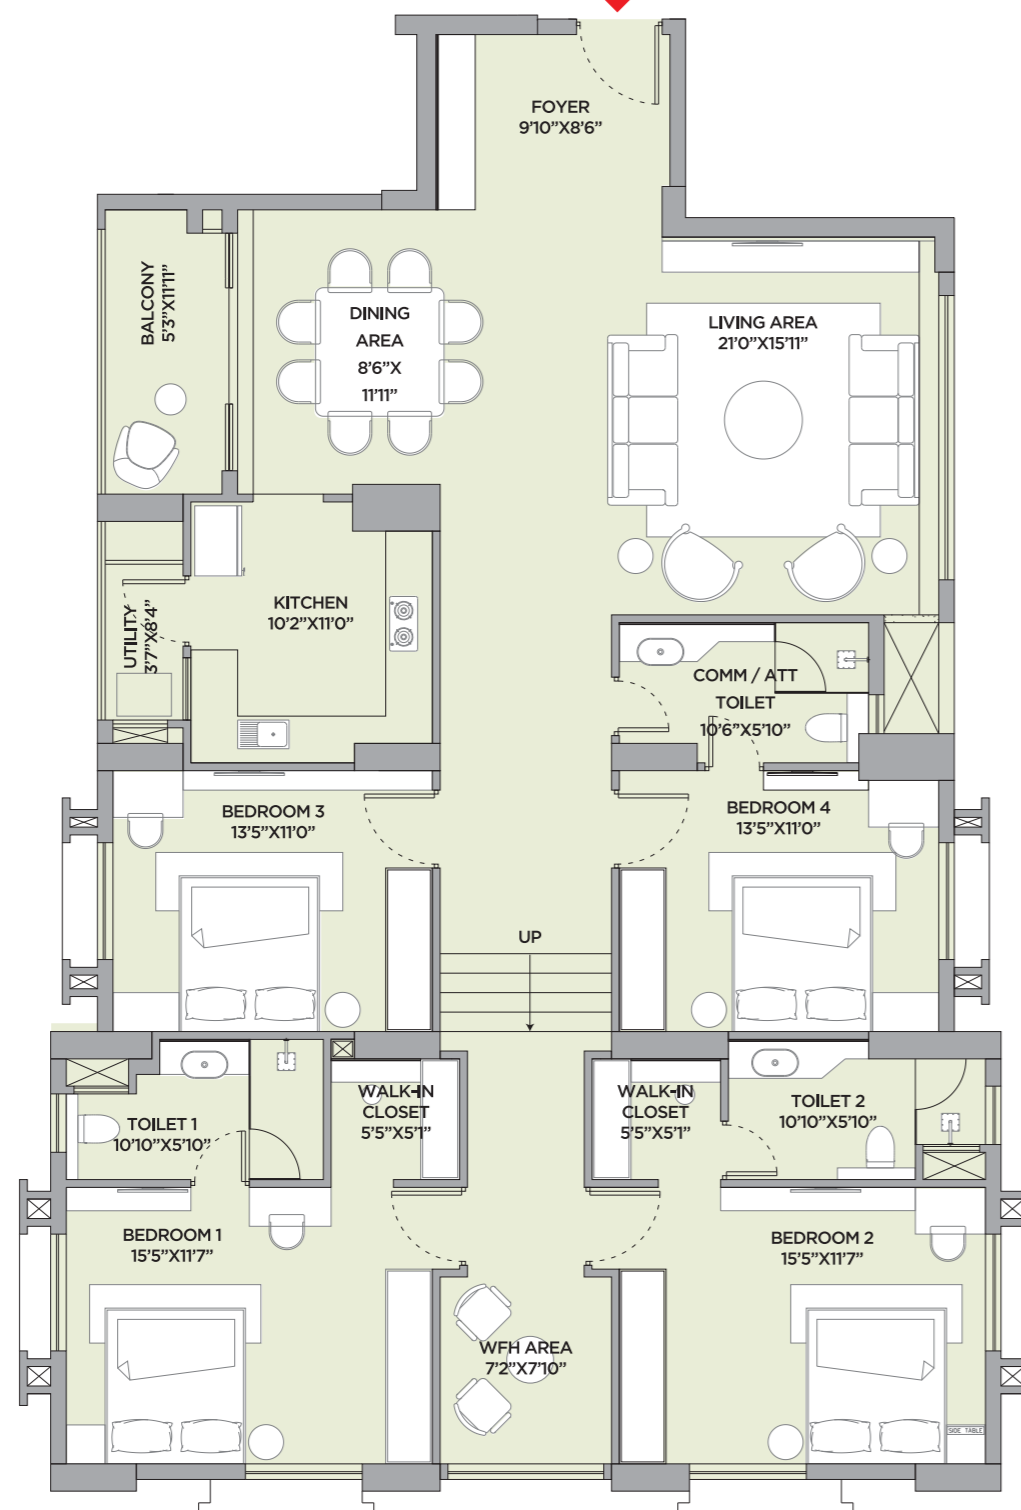 FOYER
9'10"X8'6"
BALCONY
5'3"X11'11"
DINING
AREA
8'6"X
11'11"
LIVING AREA
21'0"X15'11"
KITCHEN
10'2"X11'0"
UTILITY
3'7"X8'4"
COMM / ATT
TOILET
10'6"X5'10"
BEDROOM 3
13'5"X11'0"
BEDROOM 4
13'5"X11'0"
UP
TOILET 1
10'10"X5'10"
WALK-IN
CLOSET
5'5"X5'1"
WALK-IN
CLOSET
5'5"X5'1"
TOILET 2
10'10"X5'10"
BEDROOM 1
15'5"X11'7"
BEDROOM 2
15'5"X11'7"
WFH AREA
7'2"X7'10"
SIDE TABLE